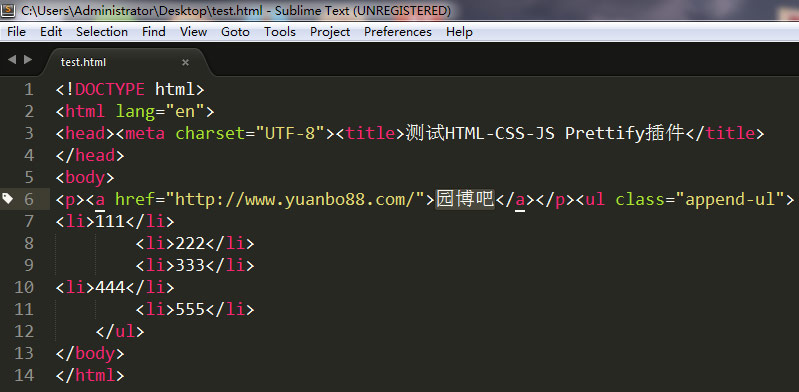 C:\Users\Administrator\Desktop\test.html - Sublime Text (UNREGISTERED)
File Edit Selection Find View Goto Tools Project Preferences Help
test.html ×
1 <!DOCTYPE html>
2 <html lang="en">
3 <head><meta charset="UTF-8"><title>测试HTML-CSS-JS Prettify插件</title>
4 </head>
5 <body>
6 <p><a href="http://www.yuanbo88.com/">园博吧</a></p><ul class="append-ul">
7 <li>111</li>
8 <li>222</li>
9 <li>333</li>
10 <li>444</li>
11 <li>555</li>
12 </ul>
13 </body>
14 </html>